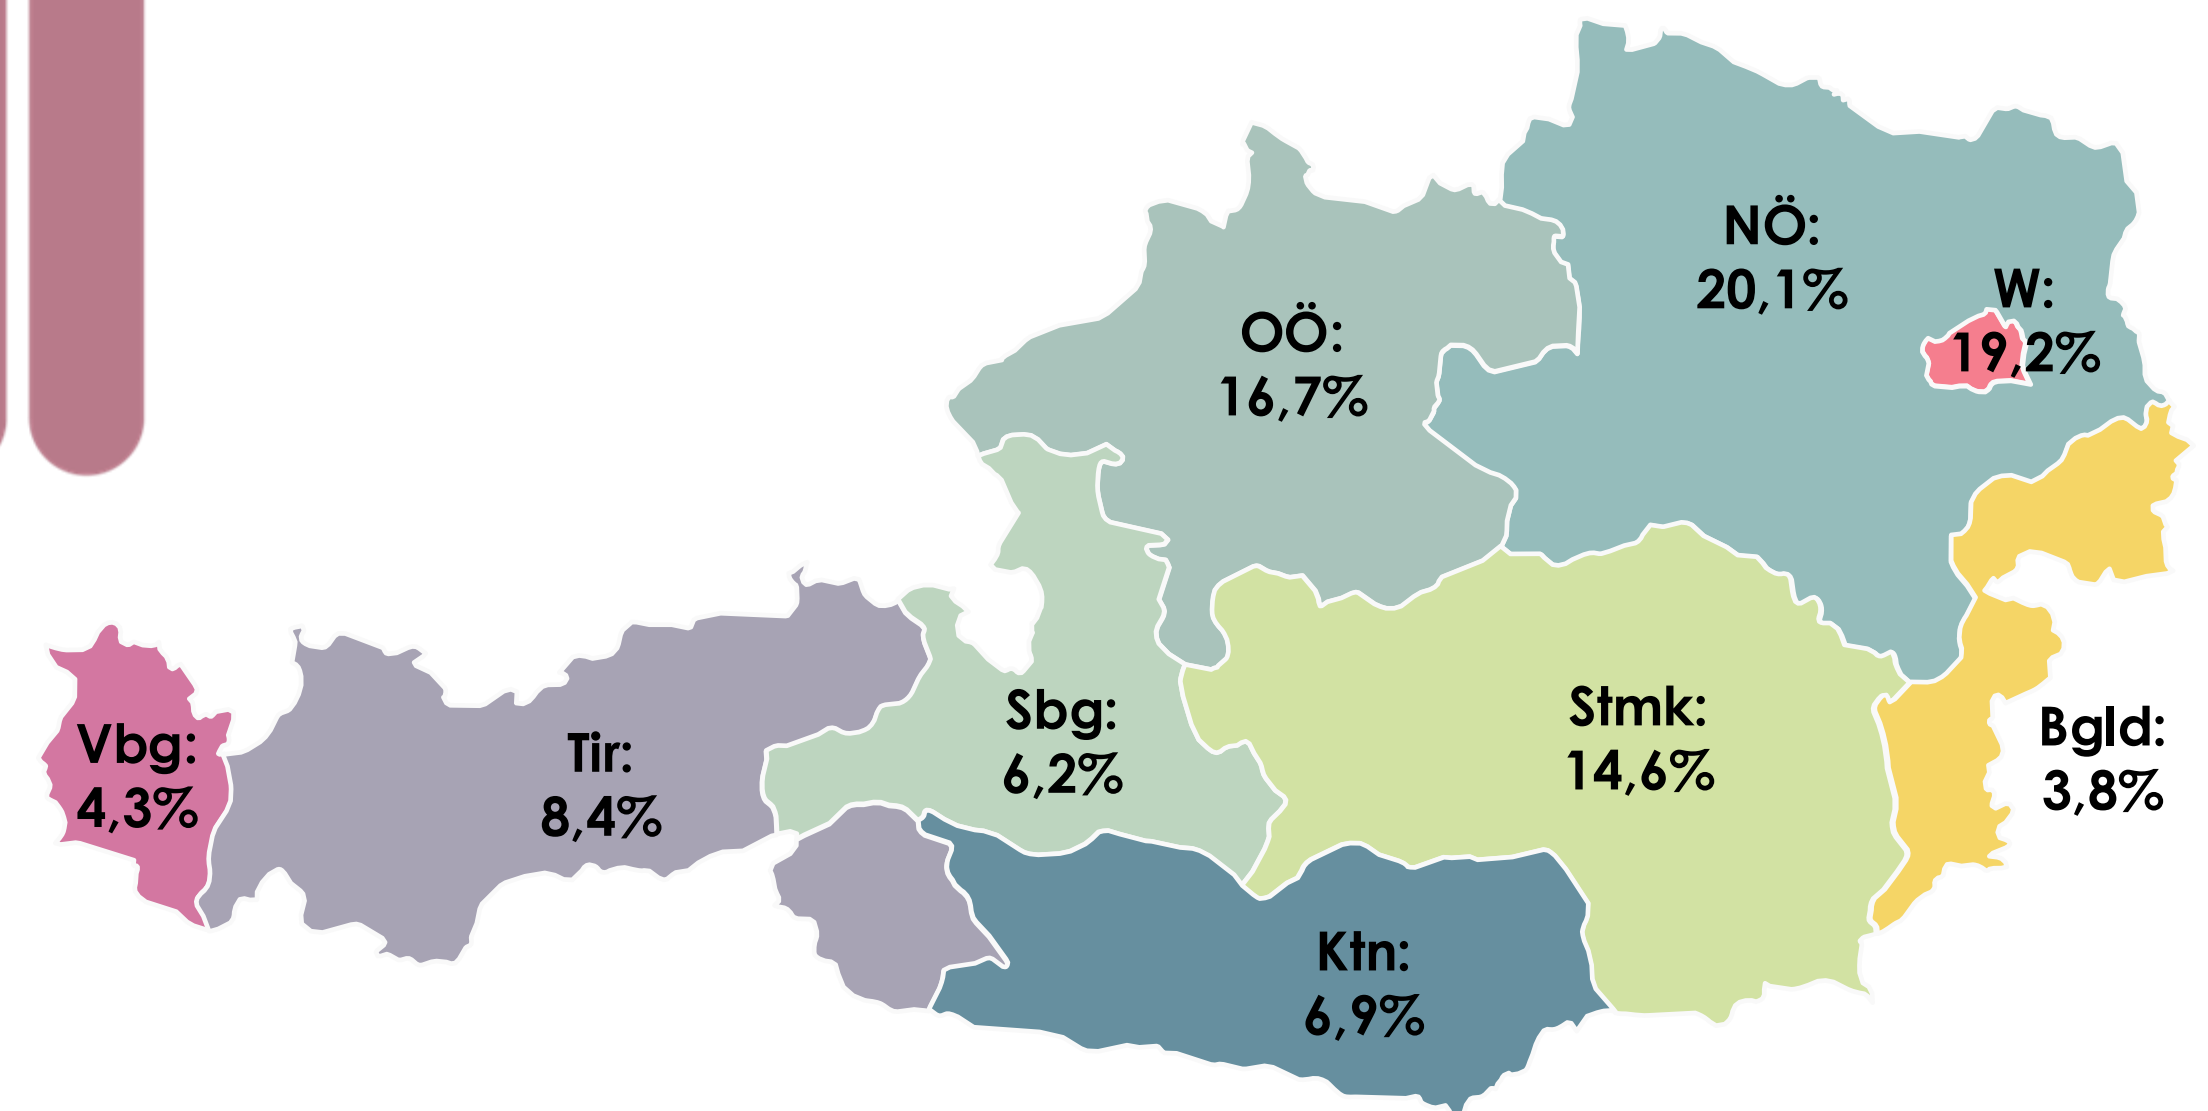 NÖ:
20,1%
W:
19,2%
OÖ:
16,7%
Sbg:
6,2%
Stmk:
14,6%
Bgld:
3,8%
Vbg:
4,3%
Tir:
8,4%
Ktn:
6,9%